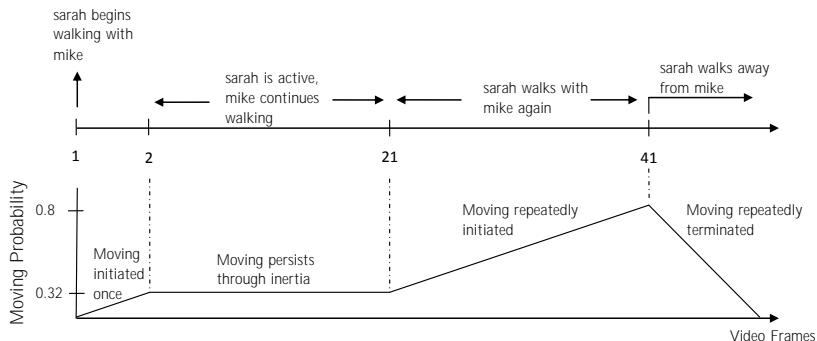 sarah begins
walking with
mike
sarah is active,
mike continues
walking
sarah walks with
mike again
sarah walks away
from mike
1
2
21
41
Moving Probability
0.8
0.32
Moving
initiated
once
Moving persists
through inertia
Moving repeatedly
initiated
Moving repeatedly
terminated
Video Frames